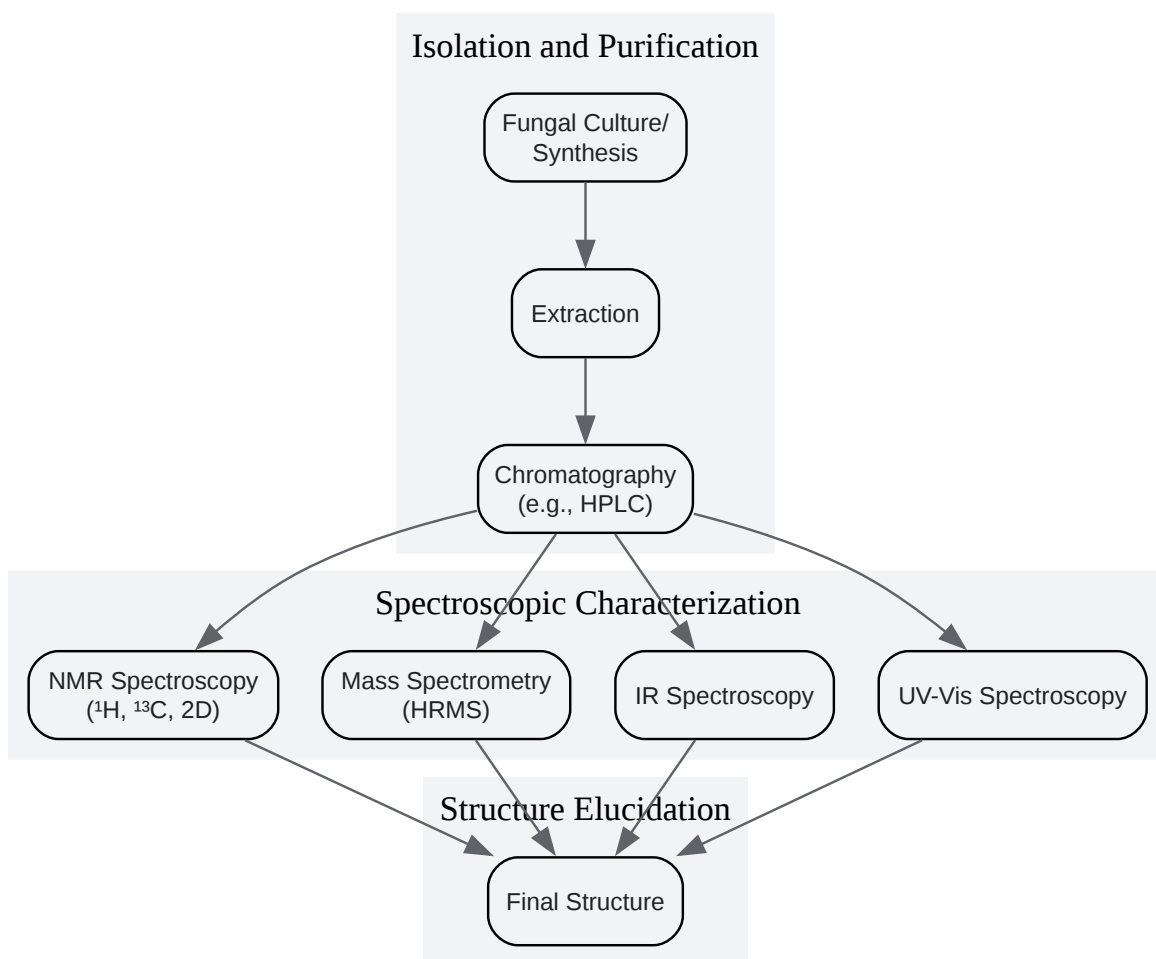 Isolation and Purification
Fungal Culture/
Synthesis
Extraction
Chromatography
(e.g., HPLC)
Spectroscopic Characterization
NMR Spectroscopy
(¹H, ¹³C, 2D)
Mass Spectrometry
(HRMS)
IR Spectroscopy
UV-Vis Spectroscopy
Structure Elucidation
Final Structure